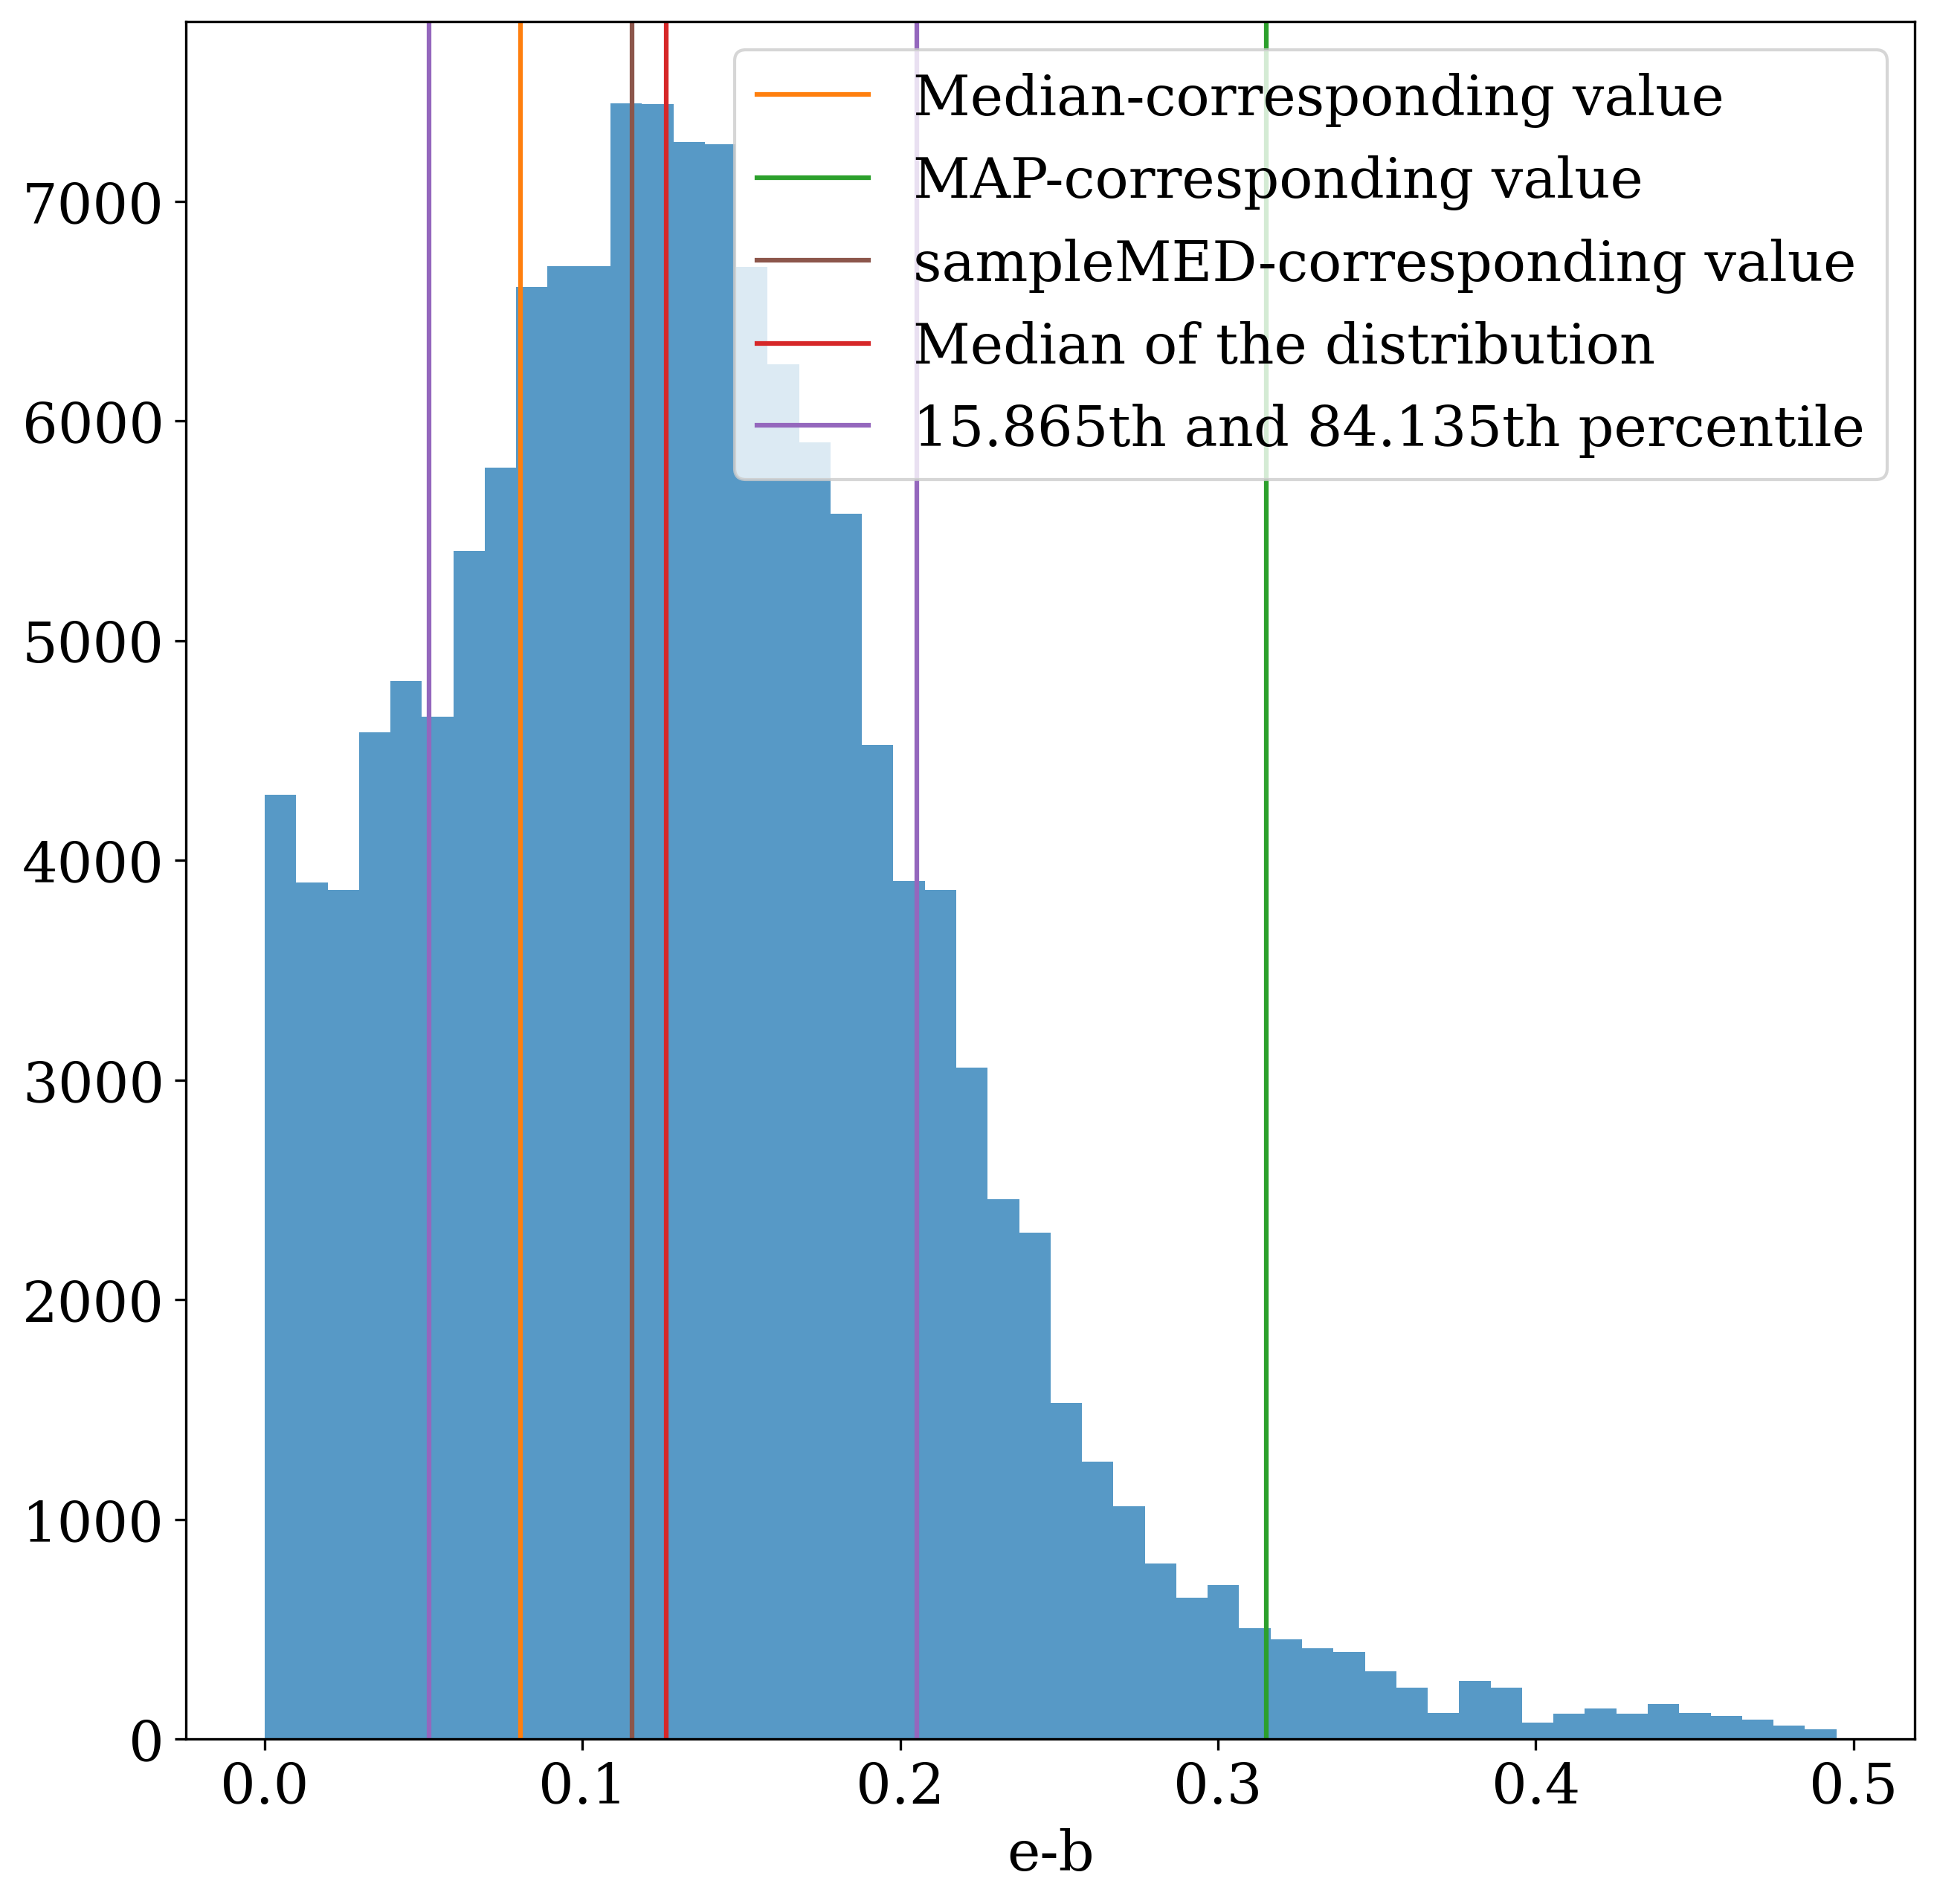 Median-corresponding value
MAP-corresponding value
sampleMED-corresponding value
Median of the distribution
15.865th and 84.135th percentile
7000
6000
5000
4000
3000
2000
1000
0
0.0 0.1 0.2 0.3 0.4 0.5
e-b